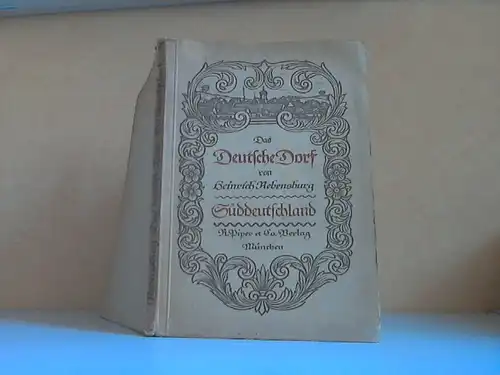 Das
Deutsche Dorf
von
Heinrich Rebensburg
Süddeutschland
R. Piper et Co. Verlag
München